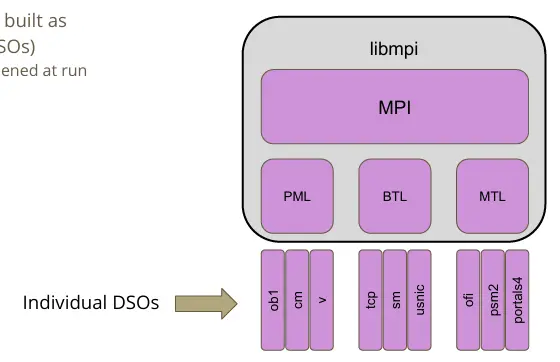 built as
SOs)
ened at run
libmpi
MPI
PML
BTL
MTL
ob1
cm
v
tcp
sm
usnic
ofi
psm2
portals4
Individual DSOs